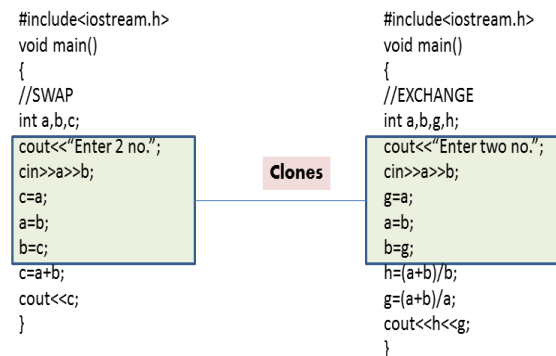 #include<iostream.h>
void main()
{
//SWAP
int a,b,c;
cout<<“Enter 2 no.”;
cin>>a>>b;
c=a;
a=b;
b=c;
c=a+b;
cout<<c;
}
Clones
#include<iostream.h>
void main()
{
//EXCHANGE
int a,b,g,h;
cout<<“Enter two no.”;
cin>>a>>b;
g=a;
a=b;
b=g;
h=(a+b)/b;
g=(a+b)/a;
cout<<h<<g;
}